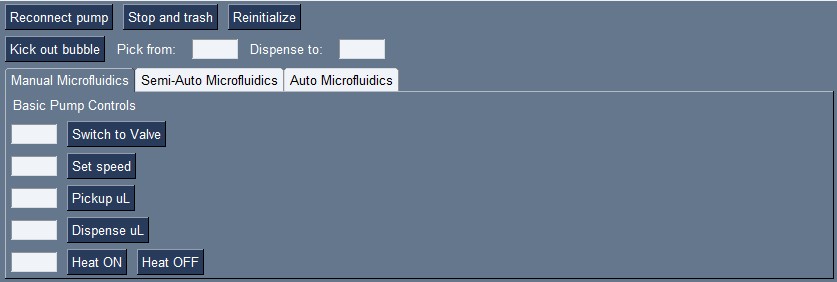 Reconnect pump Stop and trash Reinitialize
Kick out bubble Pick from: Dispense to:
Manual Microfluidics Semi-Auto Microfluidics Auto Microfluidics
Basic Pump Controls
Switch to Valve
Set speed
Pickup uL
Dispense uL
Heat ON Heat OFF